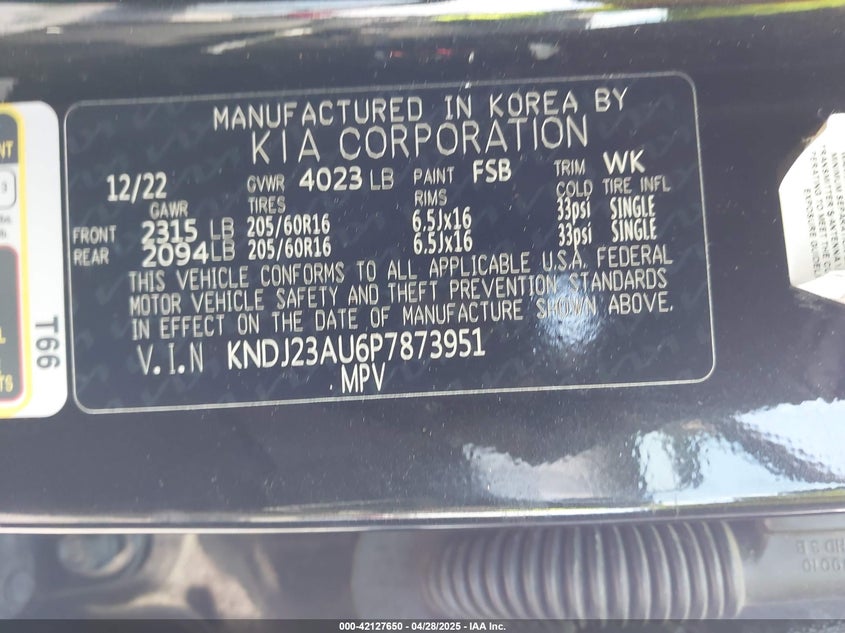 MANUFACTURED IN KOREA BY
KIA CORPORATION
12/22 GVWR 4023 LB PAINT FSB TRIM WK
GAWR TIRES RIMS COLD TIRE INFL
FRONT 2315 LB 205/60R16 6.5Jx16 33psi SINGLE
REAR 2094 LB 205/60R16 6.5Jx16 33psi SINGLE
THIS VEHICLE CONFORMS TO ALL APPLICABLE U.S.A. FEDERAL
MOTOR VEHICLE SAFETY AND THEFT PREVENTION STANDARDS
IN EFFECT ON THE DATE OF MANUFACTURE SHOWN ABOVE.
V.I.N KNDJ23AU6P7873951
MPV
T66
000-42127650 | 04/28/2025 - IAA Inc.